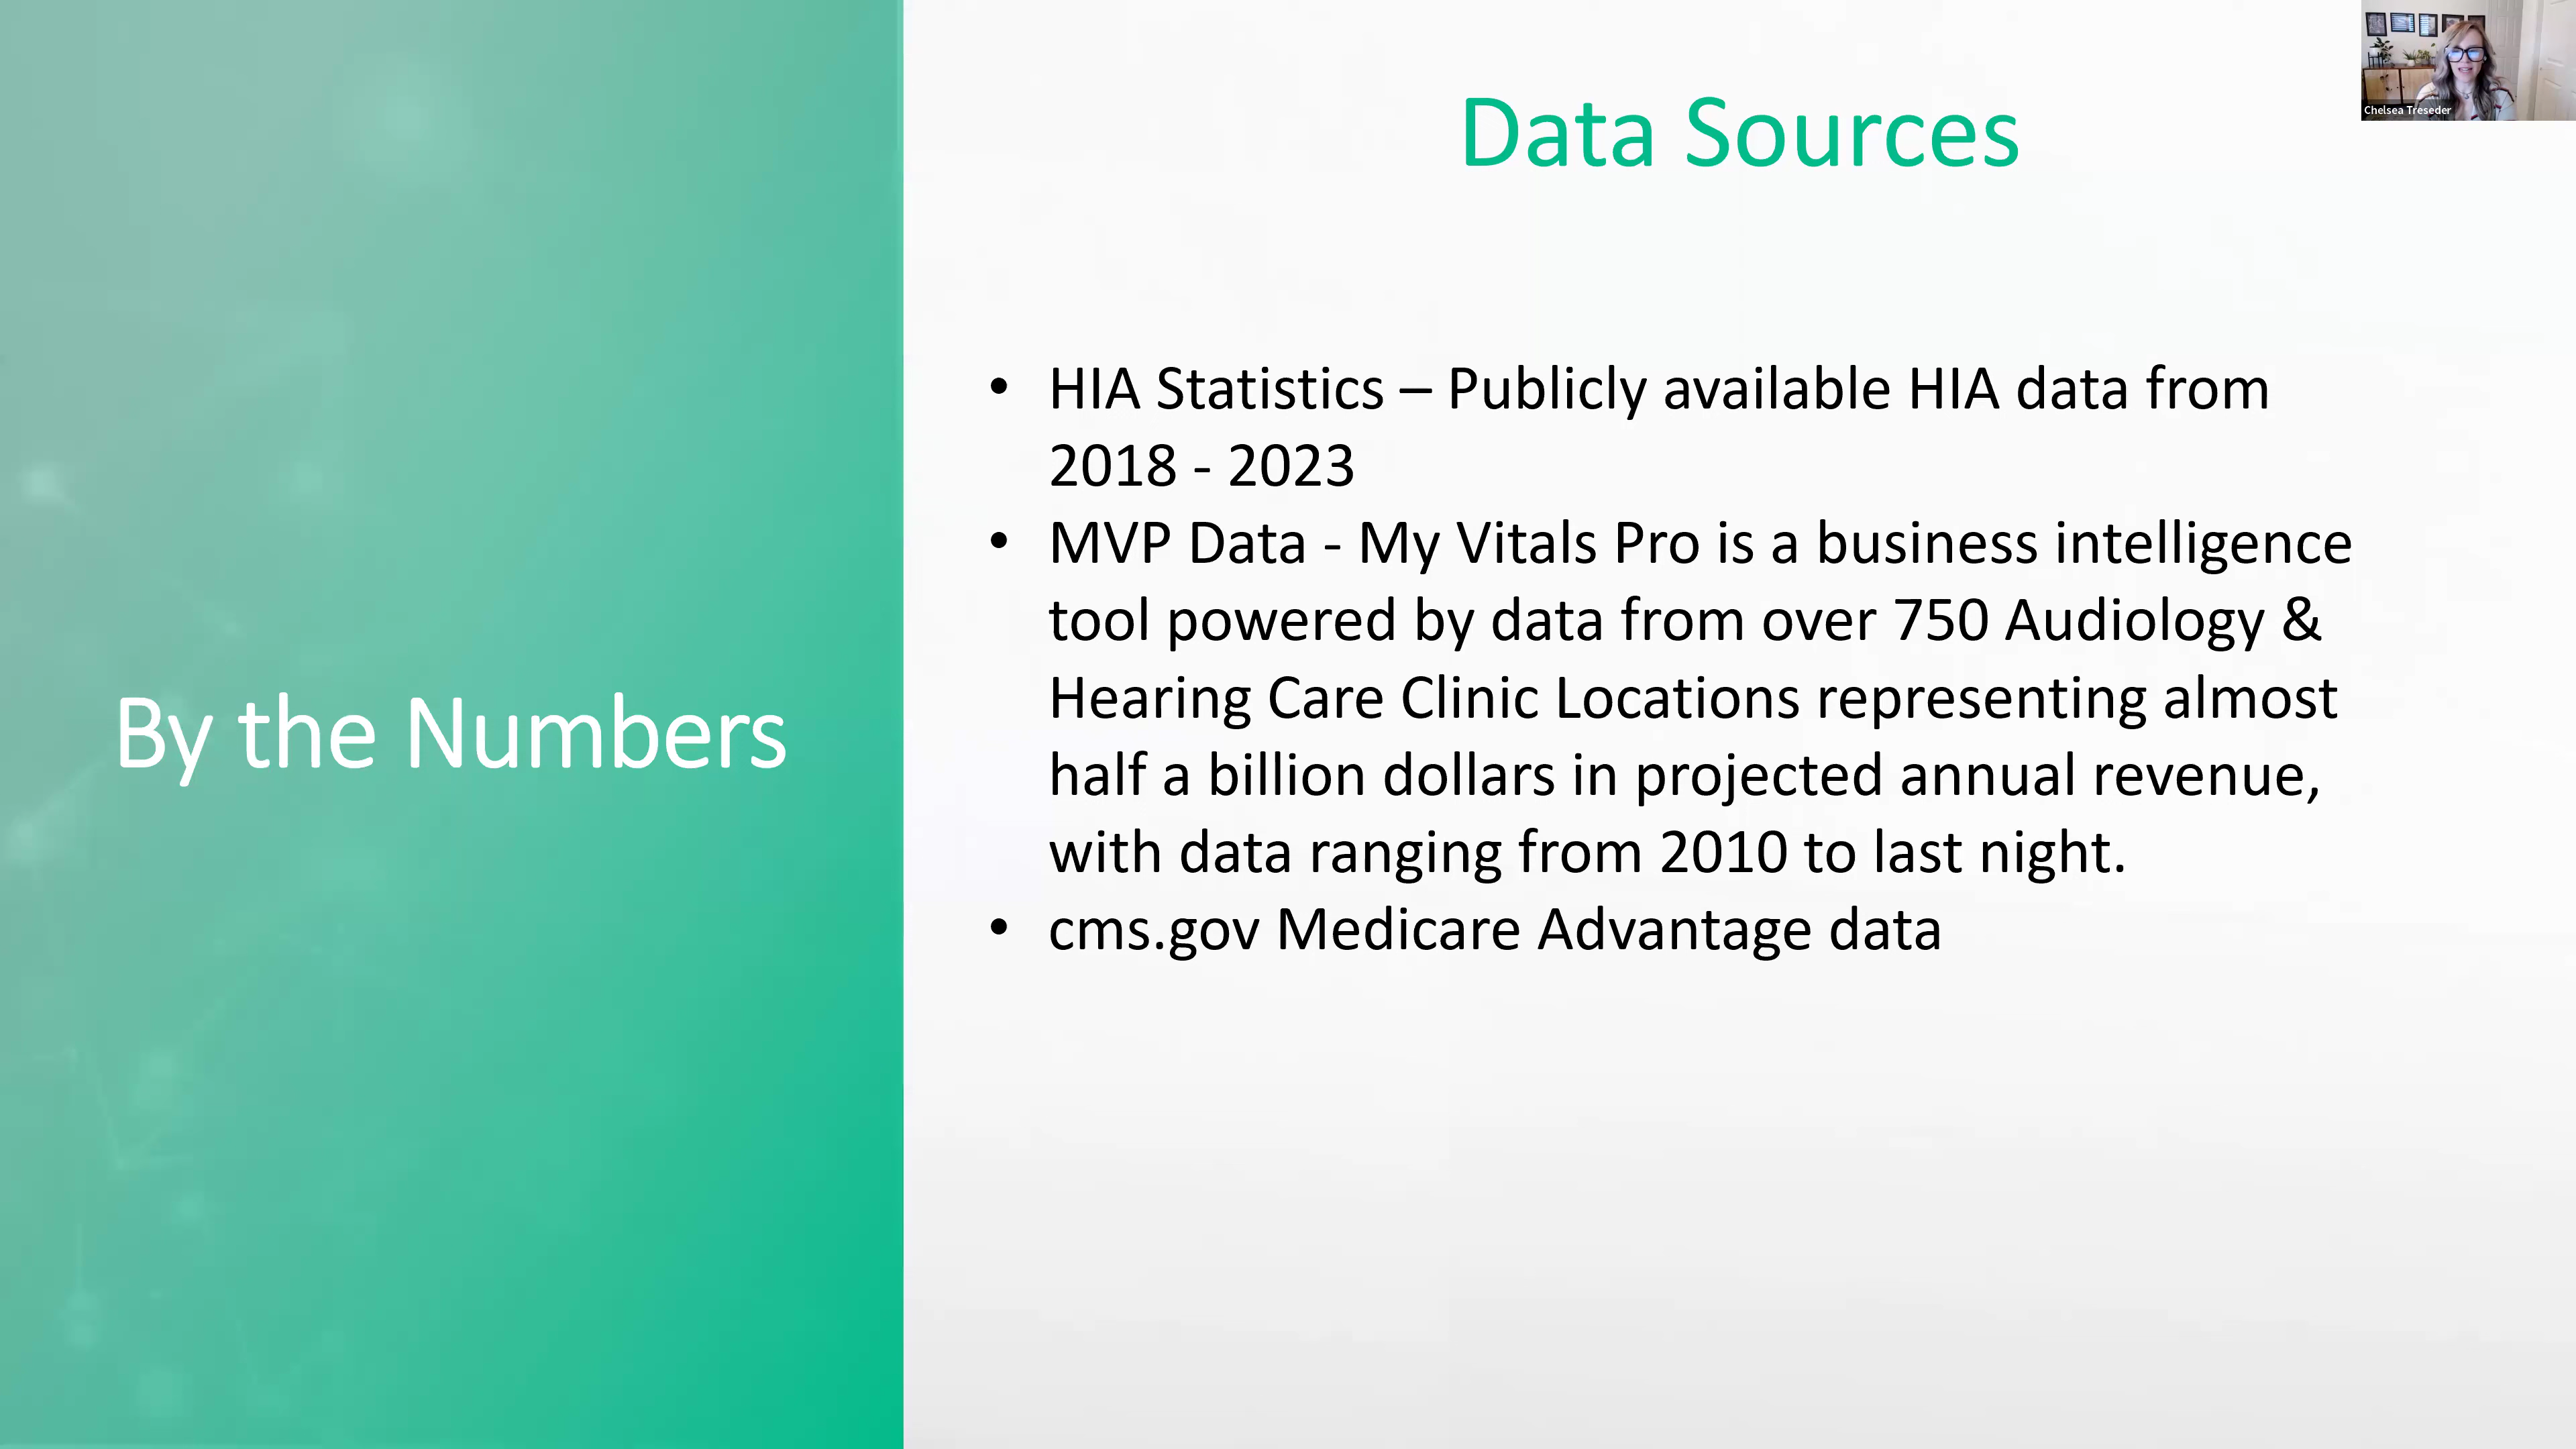 Data Sources
Chelsea Treseder
• HIA Statistics – Publicly available HIA data from
2018 - 2023
• MVP Data - My Vitals Pro is a business intelligence
tool powered by data from over 750 Audiology &
Hearing Care Clinic Locations representing almost
half a billion dollars in projected annual revenue,
with data ranging from 2010 to last night.
• cms.gov Medicare Advantage data
By the Numbers